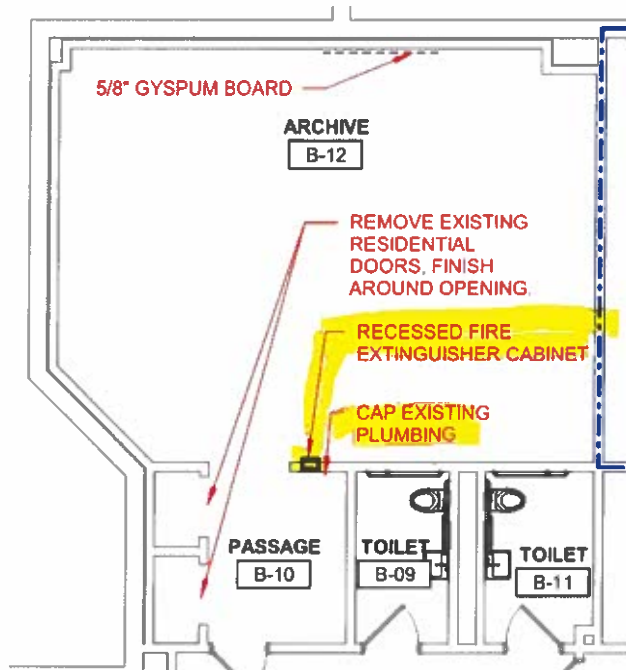 5/8" GYSPUM BOARD
ARCHIVE
B-12
REMOVE EXISTING
RESIDENTIAL
DOORS, FINISH
AROUND OPENING.
RECESSED FIRE
EXTINGUISHER CABINET
CAP EXISTING
PLUMBING
PASSAGE
B-10
TOILET
B-09
TOILET
B-11